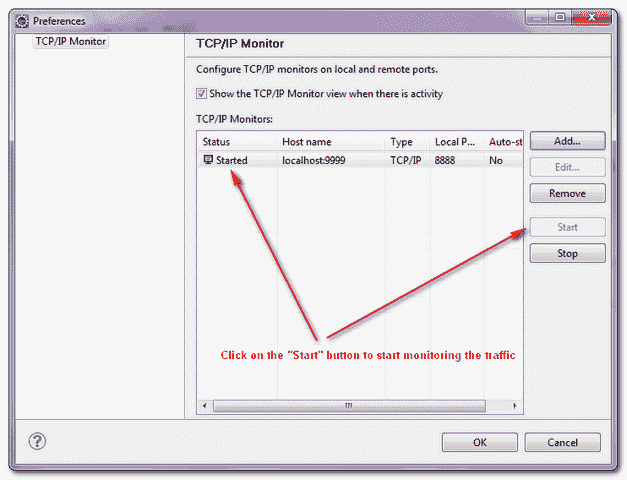 Preferences
TCP/IP Monitor
TCP/IP Monitor
Configure TCP/IP monitors on local and remote ports.
Show the TCP/IP Monitor view when there is activity
TCP/IP Monitors:
Status Host name Type Local P... Auto-st
Started localhost:9999 TCP/IP 8888 No
Add...
Edit...
Remove
Start
Stop
Click on the "Start" button to start monitoring the traffic
OK Cancel